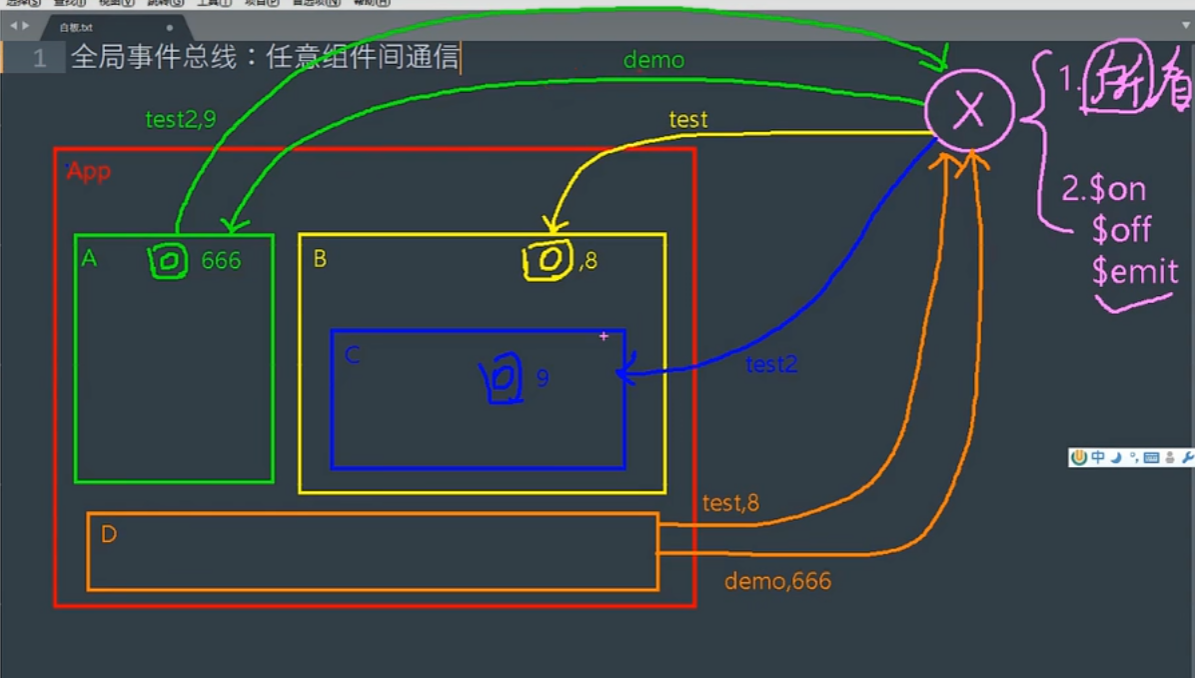 白板.txt
1 全局事件总线：任意组件间通信
demo
test2,9
test
X
1.所有
App
2.$on
$off
$emit
A
666
B
,8
C
9
test2
中
test,8
D
demo,666